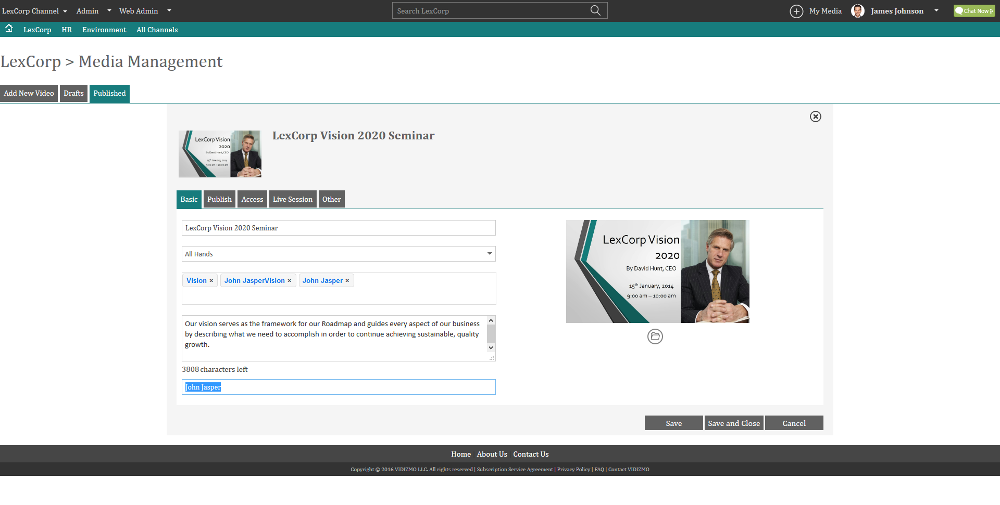 LexCorp Channel Admin Web Admin Search LexCorp My Media James Johnson Chat Now
LexCorp HR Environment All Channels
LexCorp > Media Management
Add New Video Drafts Published
LexCorp Vision
2020
By David Hunt, CEO
15th January, 2014
9:00 am – 10:00 am
LexCorp Vision 2020 Seminar
Basic Publish Access Live Session Other
LexCorp Vision 2020 Seminar
All Hands
Vision × John JasperVision × John Jasper ×
Our vision serves as the framework for our Roadmap and guides every aspect of our business
by describing what we need to accomplish in order to continue achieving sustainable, quality
growth.
3808 characters left
John Jasper
LexCorp Vision
2020
By David Hunt, CEO
15th January, 2014
9:00 am – 10:00 am
Save Save and Close Cancel
Home About Us Contact Us
Copyright © 2016 VIDIZMO LLC. All rights reserved | Subscription Service Agreement | Privacy Policy | FAQ | Contact VIDIZMO